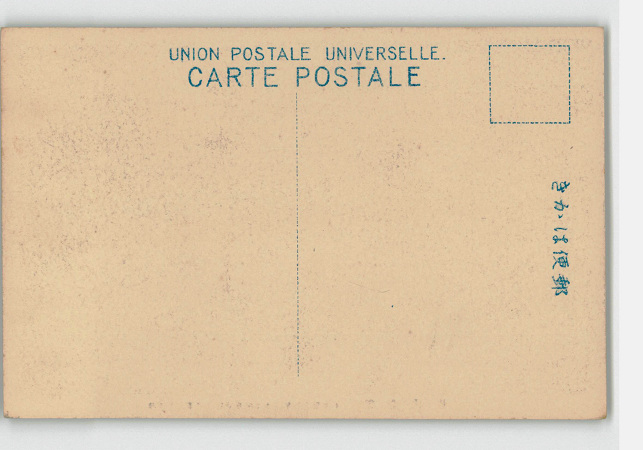 UNION POSTALE UNIVERSELLE.
CARTE POSTALE
きかは便郵